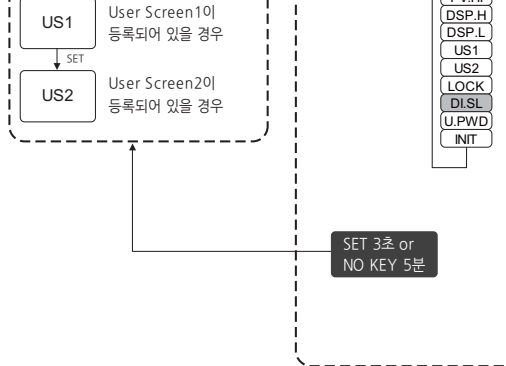 US1
User Screen1이
등록되어 있을 경우
SET
US2
User Screen2이
등록되어 있을 경우
DSP.H
DSP.L
US1
US2
LOCK
DI.SL
U.PWD
INIT
SET 3초 or
NO KEY 5분